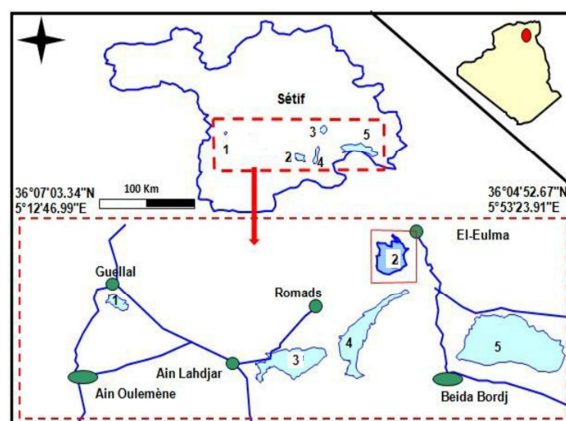 Sétif
1
2
3
4
5
36°07'03.34"N
5°12'46.99"E
100 Km
36°04'52.67"N
5°53'23.91"E
El-Eulma
Guellal
1
2
Romads
3
4
5
Ain Lahdjar
Ain Oulemène
Beida Bordj